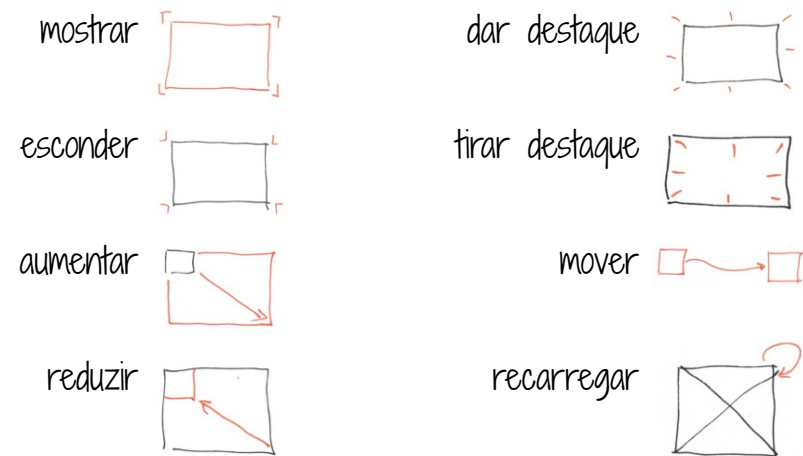 mostrar
esconder
aumentar
reduzir
dar destaque
tirar destaque
mover
recarregar